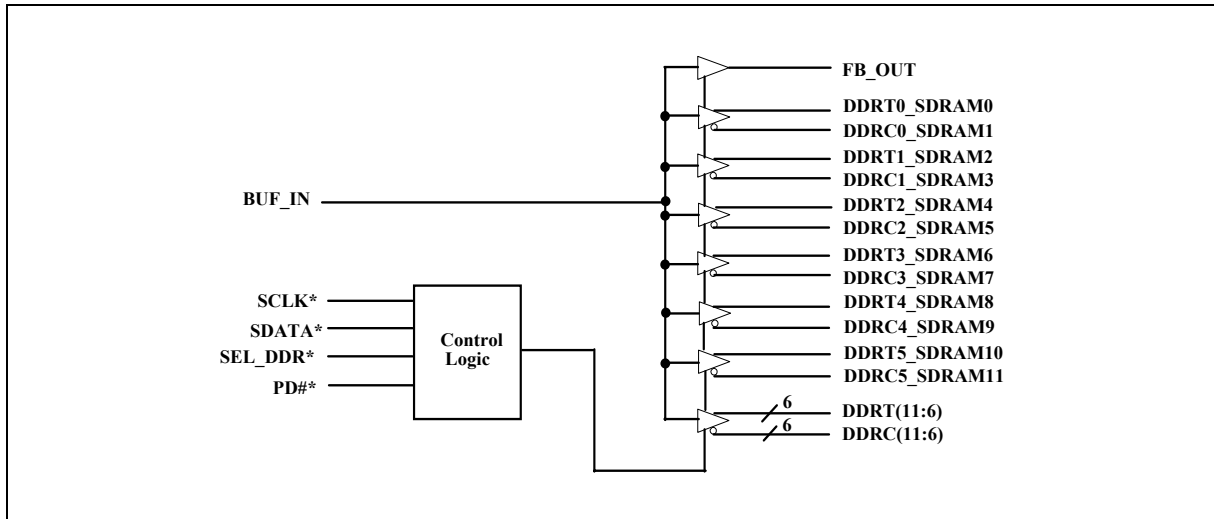 FB_OUT
DDRT0_SDRAM0
DDRC0_SDRAM1
DDRT1_SDRAM2
DDRC1_SDRAM3
BUF_IN
DDRT2_SDRAM4
DDRC2_SDRAM5
DDRT3_SDRAM6
DDRC3_SDRAM7
SCLK*
SDATA*
SEL_DDR*
PD#*
Control
Logic
DDRT4_SDRAM8
DDRC4_SDRAM9
DDRT5_SDRAM10
DDRC5_SDRAM11
6
DDRT(11:6)
6
DDRC(11:6)